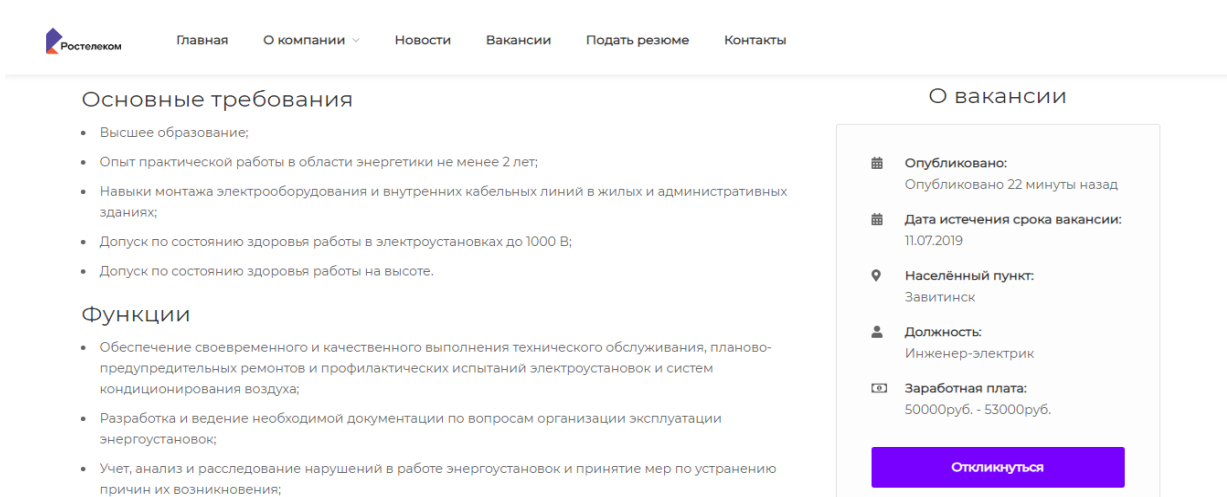 Ростелеком
Главная
О компании
Новости
Вакансии
Подать резюме
Контакты
Основные требования
• Высшее образование;
• Опыт практической работы в области энергетики не менее 2 лет;
• Навыки монтажа электрооборудования и внутренних кабельных линий в жилых и административных
зданиях;
• Допуск по состоянию здоровья работы в электроустановках до 1000 В;
• Допуск по состоянию здоровья работы на высоте.
Функции
• Обеспечение своевременного и качественного выполнения технического обслуживания, планово-
предупредительных ремонтов и профилактических испытаний электроустановок и систем
кондиционирования воздуха;
• Разработка и ведение необходимой документации по вопросам организации эксплуатации
энергоустановок;
• Учет, анализ и расследование нарушений в работе энергоустановок и принятие мер по устранению
причин их возникновения;
О вакансии
Опубликовано:
Опубликовано 22 минуты назад
Дата истечения срока вакансии:
11.07.2019
Населённый пункт:
Завитинск
Должность:
Инженер-электрик
Заработная плата:
50000руб. - 53000руб.
Откликнуться